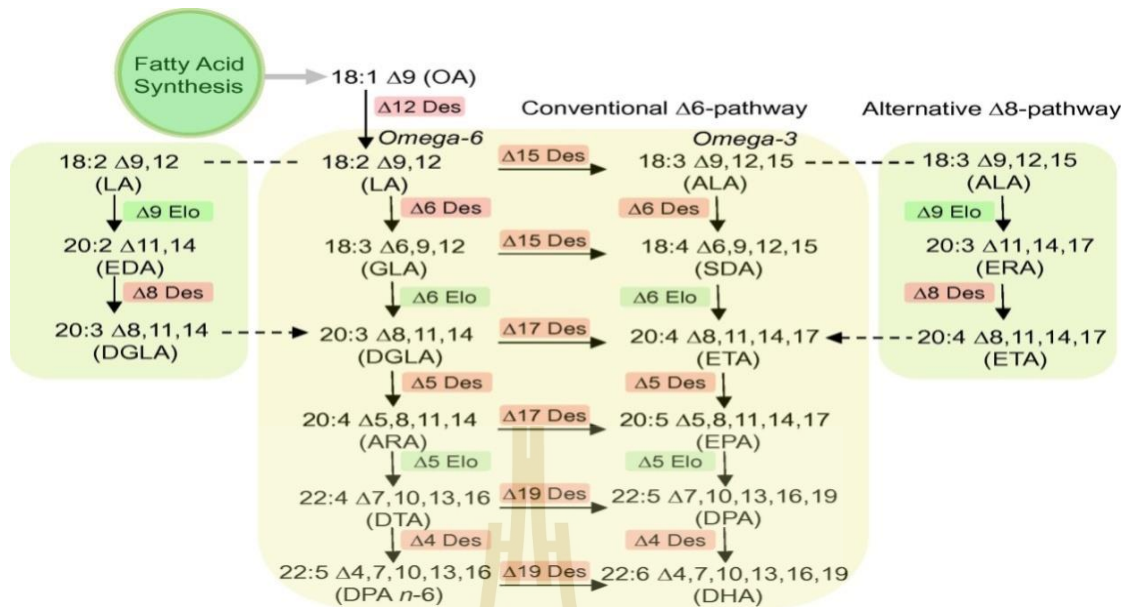 Fatty Acid
Synthesis
18:1 Δ9 (OA)
Δ12 Des
Conventional Δ6-pathway
Alternative Δ8-pathway
Omega-6
Omega-3
18:2 Δ9,12
(LA)
18:2 Δ9,12
(LA)
Δ15 Des
18:3 Δ9,12,15
(ALA)
18:3 Δ9,12,15
(ALA)
Δ9 Elo
Δ6 Des
Δ6 Des
Δ9 Elo
20:2 Δ11,14
(EDA)
18:3 Δ6,9,12
(GLA)
Δ15 Des
18:4 Δ6,9,12,15
(SDA)
20:3 Δ11,14,17
(ERA)
Δ8 Des
Δ6 Elo
Δ6 Elo
Δ8 Des
20:3 Δ8,11,14
(DGLA)
20:3 Δ8,11,14
(DGLA)
Δ17 Des
20:4 Δ8,11,14,17
(ETA)
20:4 Δ8,11,14,17
(ETA)
Δ5 Des
Δ5 Des
20:4 Δ5,8,11,14
(ARA)
Δ17 Des
20:5 Δ5,8,11,14,17
(EPA)
Δ5 Elo
Δ5 Elo
22:4 Δ7,10,13,16
(DTA)
Δ19 Des
22:5 Δ7,10,13,16,19
(DPA)
Δ4 Des
Δ4 Des
22:5 Δ4,7,10,13,16
(DPA n-6)
Δ19 Des
22:6 Δ4,7,10,13,16,19
(DHA)